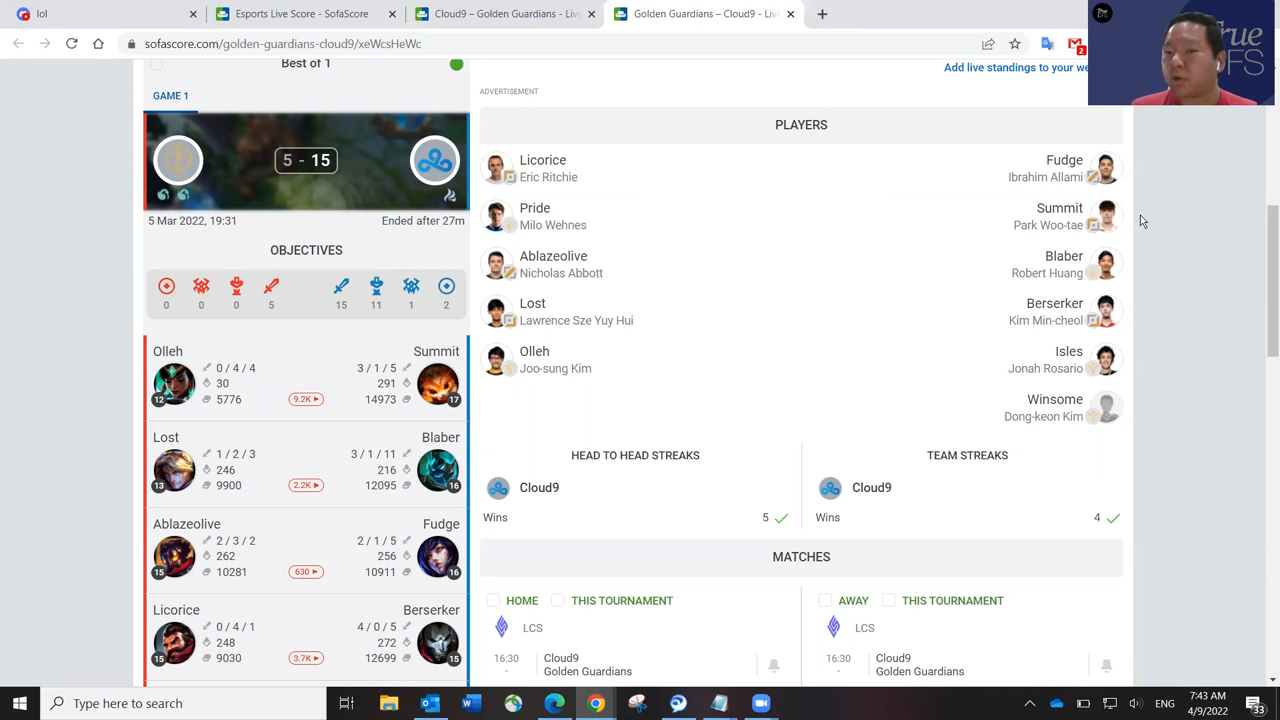 lol
Esports Live Score - SofaScore
Cloud9 - Live
Golden Guardians – Cloud9 - Live
sofascore.com/golden-guardians-cloud
Best of 1
Add live standings to your we
2
GAME 1
ADVERTISEMENT
PLAYERS
5 - 15
5 Mar 2022, 19:31
Ended after 27m
OBJECTIVES
0 0 0 5 15 11 1 2
Licorice
Eric Ritchie
Fudge
Ibrahim Allami
Pride
Milo Wehnes
Summit
Park Woo-tae
Ablazeolive
Nicholas Abbott
Blaber
Robert Huang
Lost
Lawrence Sze Yuy Hui
Berserker
Kim Min-cheol
Olleh
Joo-sung Kim
Isles
Jonah Rosario
Winsome
Dong-keon Kim
Olleh
Summit
0 / 4 / 4
30 291
12 5776 9.2K 14973 17
Lost
Blaber
1 / 2 / 3 3 / 1 / 11
246 216
13 9900 2.2K 12095 16
Ablazeolive
Fudge
2 / 3 / 2 2 / 1 / 5
262 256
15 10281 630 10911 16
Licorice
Berserker
0 / 4 / 1 4 / 0 / 5
248 272
15 9030 3.7K 12699 15
HEAD TO HEAD STREAKS
TEAM STREAKS
Cloud9
Cloud9
Wins 5
Wins 4
MATCHES
HOME THIS TOURNAMENT
AWAY THIS TOURNAMENT
LCS
LCS
16:30 Cloud9
- Golden Guardians
16:30 Cloud9
- Golden Guardians
Type here to search
ENG
7:43 AM
4/9/2022
33